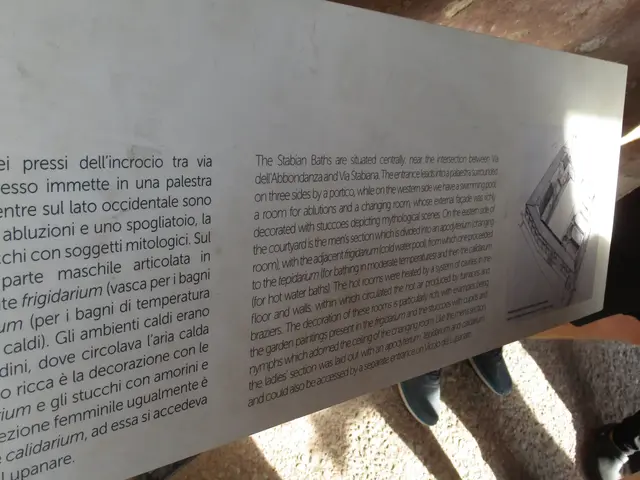 ei pressi dell'incrocio tra via
esso immette in una palestra
entre sul lato occidentale sono
abluzioni e uno spogliatoio, la
cchi con soggetti mitologici. Sul
parte maschile articolata in
te frigidarium (vasca per i bagni
um (per i bagni di temperatura
caldi). Gli ambienti caldi erano
dini, dove circolava l'aria calda
o ricca è la decorazione con le
arium e gli stucchi con amorini e
ezione femminile ugualmente è
e calidarium, ad essa si accedeva
l Lupanare.
The Stabian Baths are situated centrally, near the intersection between Via
dell'Abbondanza and Via Stabiana. The entrance leads into a palestra surrounded
on three sides by a portico, while on the western side we have a swimming pool,
a room for ablutions and a changing room, whose external façade was richly
decorated with stuccoes depicting mythological scenes. On the eastern side of
the courtyard is the men's section which is divided into an apodyterium (changing
room), with the adjacent frigidarium (cold water pool), from which one proceeded
to the tepidarium (for bathing in moderate temperatures) and then the calidarium
(for hot water baths). The hot rooms were heated by a system of cavities in the
floor and walls, within which circulated the hot air produced by furnaces and
braziers. The decoration of these rooms is particularly rich, with examples being
the garden paintings present in the frigidarium and the stuccoes with cupids and
nymphs which adorned the ceiling of the changing room. Like the men's section
the ladies' section was laid out with an apodyterium, tepidarium and calidarium
and could also be accessed by a separate entrance on Vicolo del Lupanare.